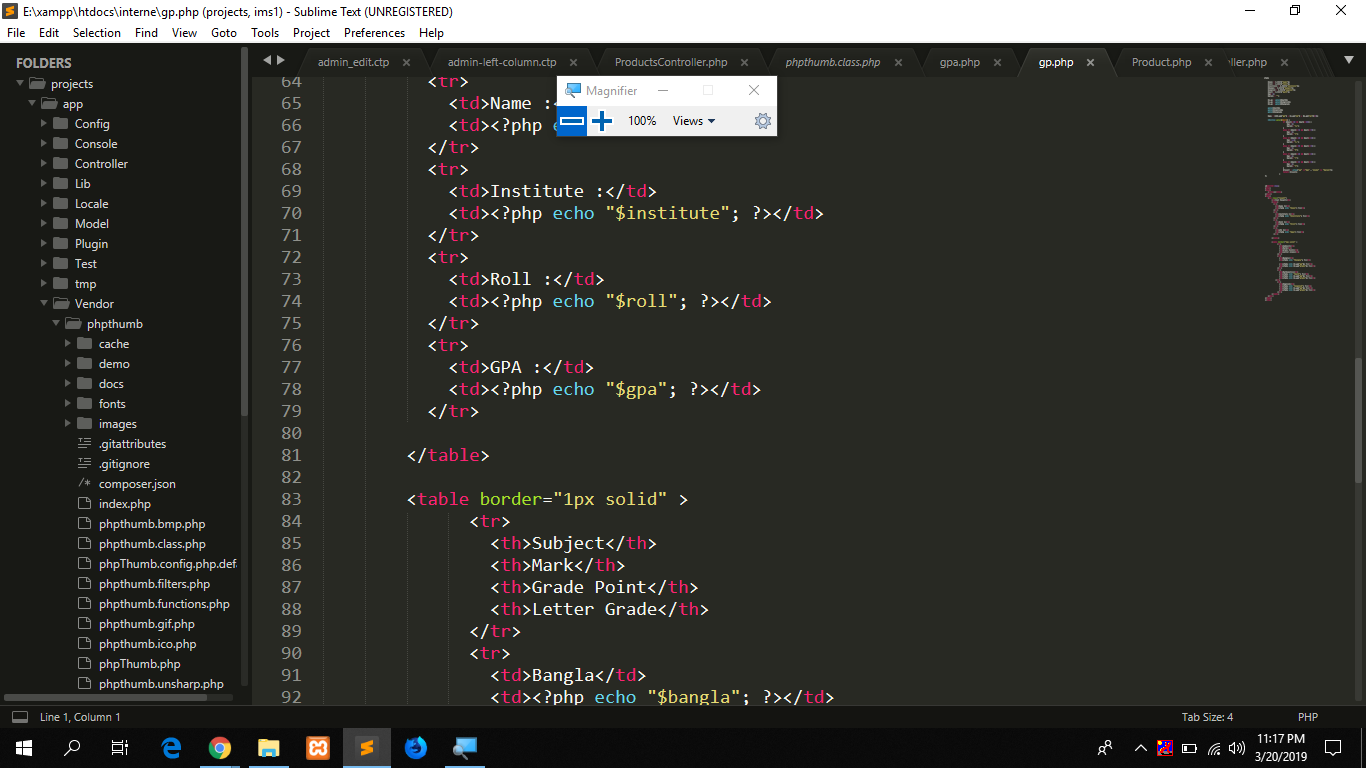 E:\xampp\htdocs\interne\gp.php (projects, ims1) - Sublime Text (UNREGISTERED)
File Edit Selection Find View Goto Tools Project Preferences Help
FOLDERS
projects
app
Config
Console
Controller
Lib
Locale
Model
Plugin
Test
tmp
Vendor
phpthumb
cache
demo
docs
fonts
images
.gitattributes
.gitignore
composer.json
index.php
phpthumb.bmp.php
phpthumb.class.php
phpThumb.config.php.defa
phpthumb.filters.php
phpthumb.functions.php
phpthumb.gif.php
phpthumb.ico.php
phpThumb.php
phpthumb.unsharp.php
admin_edit.ctp admin-left-column.ctp ProductsController.php phpthumb.class.php gpa.php gp.php Product.php ller.php
Magnifier
100% Views
64 <tr>
65 <td>Name :<
66 <td><?php e
67 </tr>
68 <tr>
69 <td>Institute :</td>
70 <td><?php echo "$institute"; ?></td>
71 </tr>
72 <tr>
73 <td>Roll :</td>
74 <td><?php echo "$roll"; ?></td>
75 </tr>
76 <tr>
77 <td>GPA :</td>
78 <td><?php echo "$gpa"; ?></td>
79 </tr>
80
81 </table>
82
83 <table border="1px solid" >
84 <tr>
85 <th>Subject</th>
86 <th>Mark</th>
87 <th>Grade Point</th>
88 <th>Letter Grade</th>
89 </tr>
90 <tr>
91 <td>Bangla</td>
92 <td><?php echo "$bangla"; ?></td>
Line 1, Column 1 Tab Size: 4 PHP
11:17 PM
3/20/2019